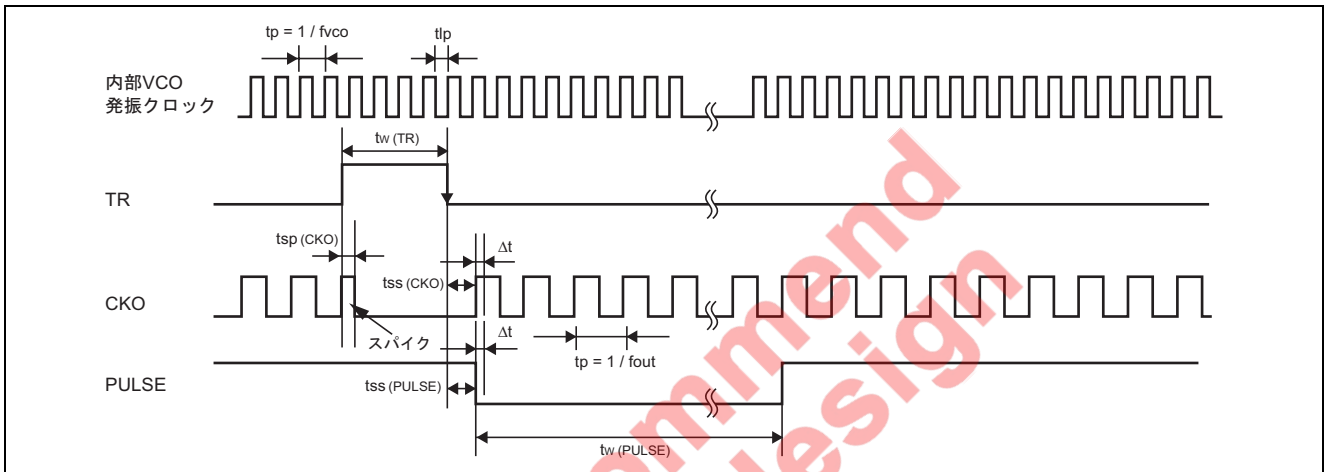 tp = 1 / fvco
tlp
内部VCO
発振クロック
tw (TR)
TR
tsp (CKO)
Δt
tss (CKO)
CKO
スパイク
Δt
tp = 1 / fout
PULSE
tss (PULSE)
tw (PULSE)
mmend
esign